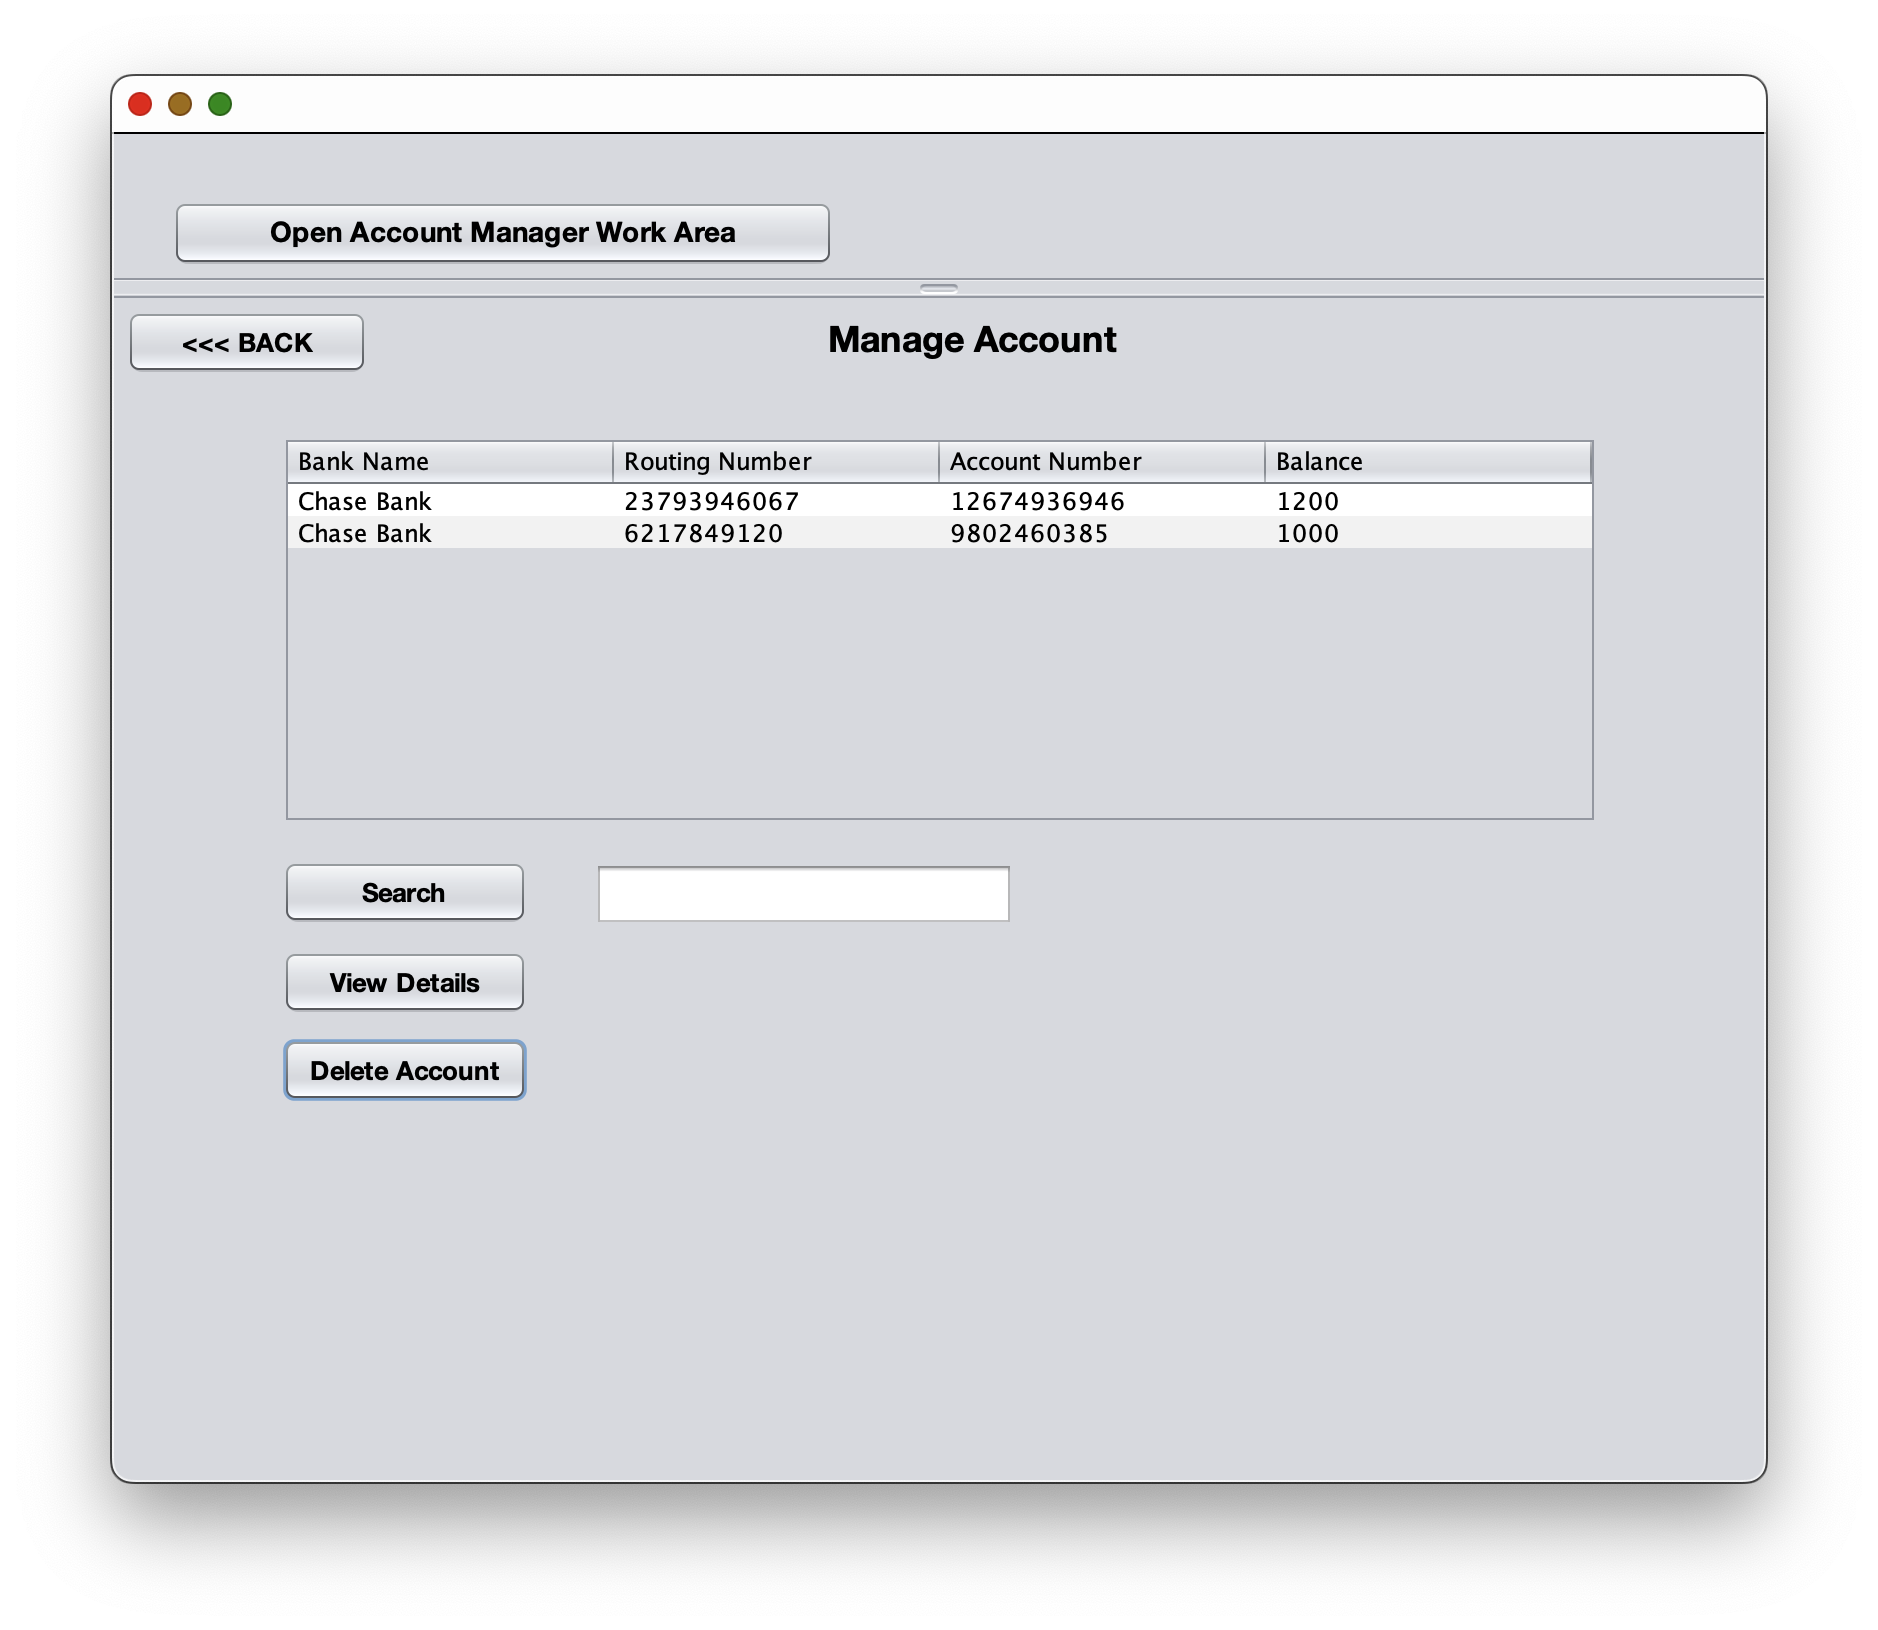 Open Account Manager Work Area
<<< BACK
Manage Account
Bank Name Routing Number Account Number Balance
Chase Bank 23793946067 12674936946 1200
Chase Bank 6217849120 9802460385 1000
Search
View Details
Delete Account